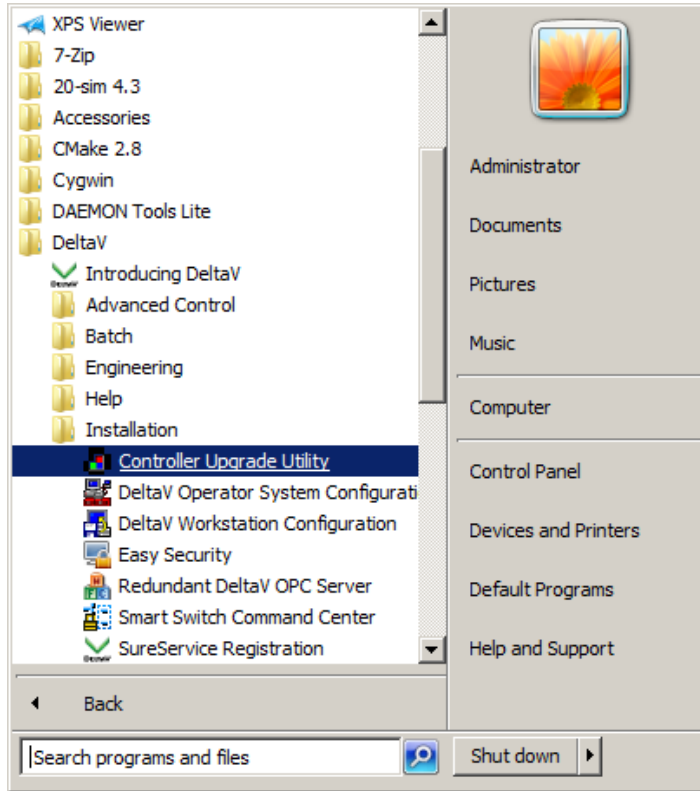 XPS Viewer
7-Zip
20-sim 4.3
Accessories
CMake 2.8
Cygwin
DAEMON Tools Lite
DeltaV
Introducing DeltaV
Advanced Control
Batch
Engineering
Help
Installation
Controller Upgrade Utility
DeltaV Operator System Configurati
DeltaV Workstation Configuration
Easy Security
Redundant DeltaV OPC Server
Smart Switch Command Center
SureService Registration
Back
Search programs and files
Administrator
Documents
Pictures
Music
Computer
Control Panel
Devices and Printers
Default Programs
Help and Support
Shut down